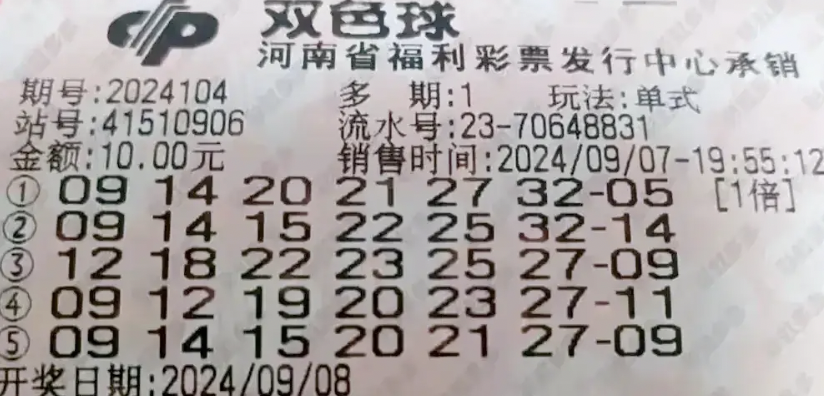 双色球
河南省福利彩票发行中心承销
期号:2024104 多 期:1 玩法:单式
站号:41510906 流水号:23-70648831
金额:10.00元 销售时间:2024/09/07-19:55:12
① 09 14 20 21 27 32-05 [1倍]
② 09 14 15 22 25 32-14
③ 12 18 22 23 25 27-09
④ 09 12 19 20 23 27-11
⑤ 09 14 15 20 21 27-09
开奖日期:2024/09/08